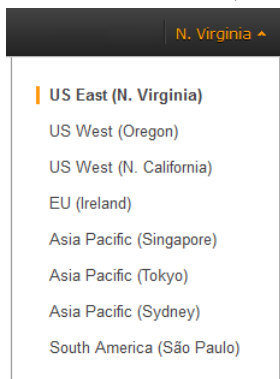 N. Virginia
US East (N. Virginia)
US West (Oregon)
US West (N. California)
EU (Ireland)
Asia Pacific (Singapore)
Asia Pacific (Tokyo)
Asia Pacific (Sydney)
South America (São Paulo)